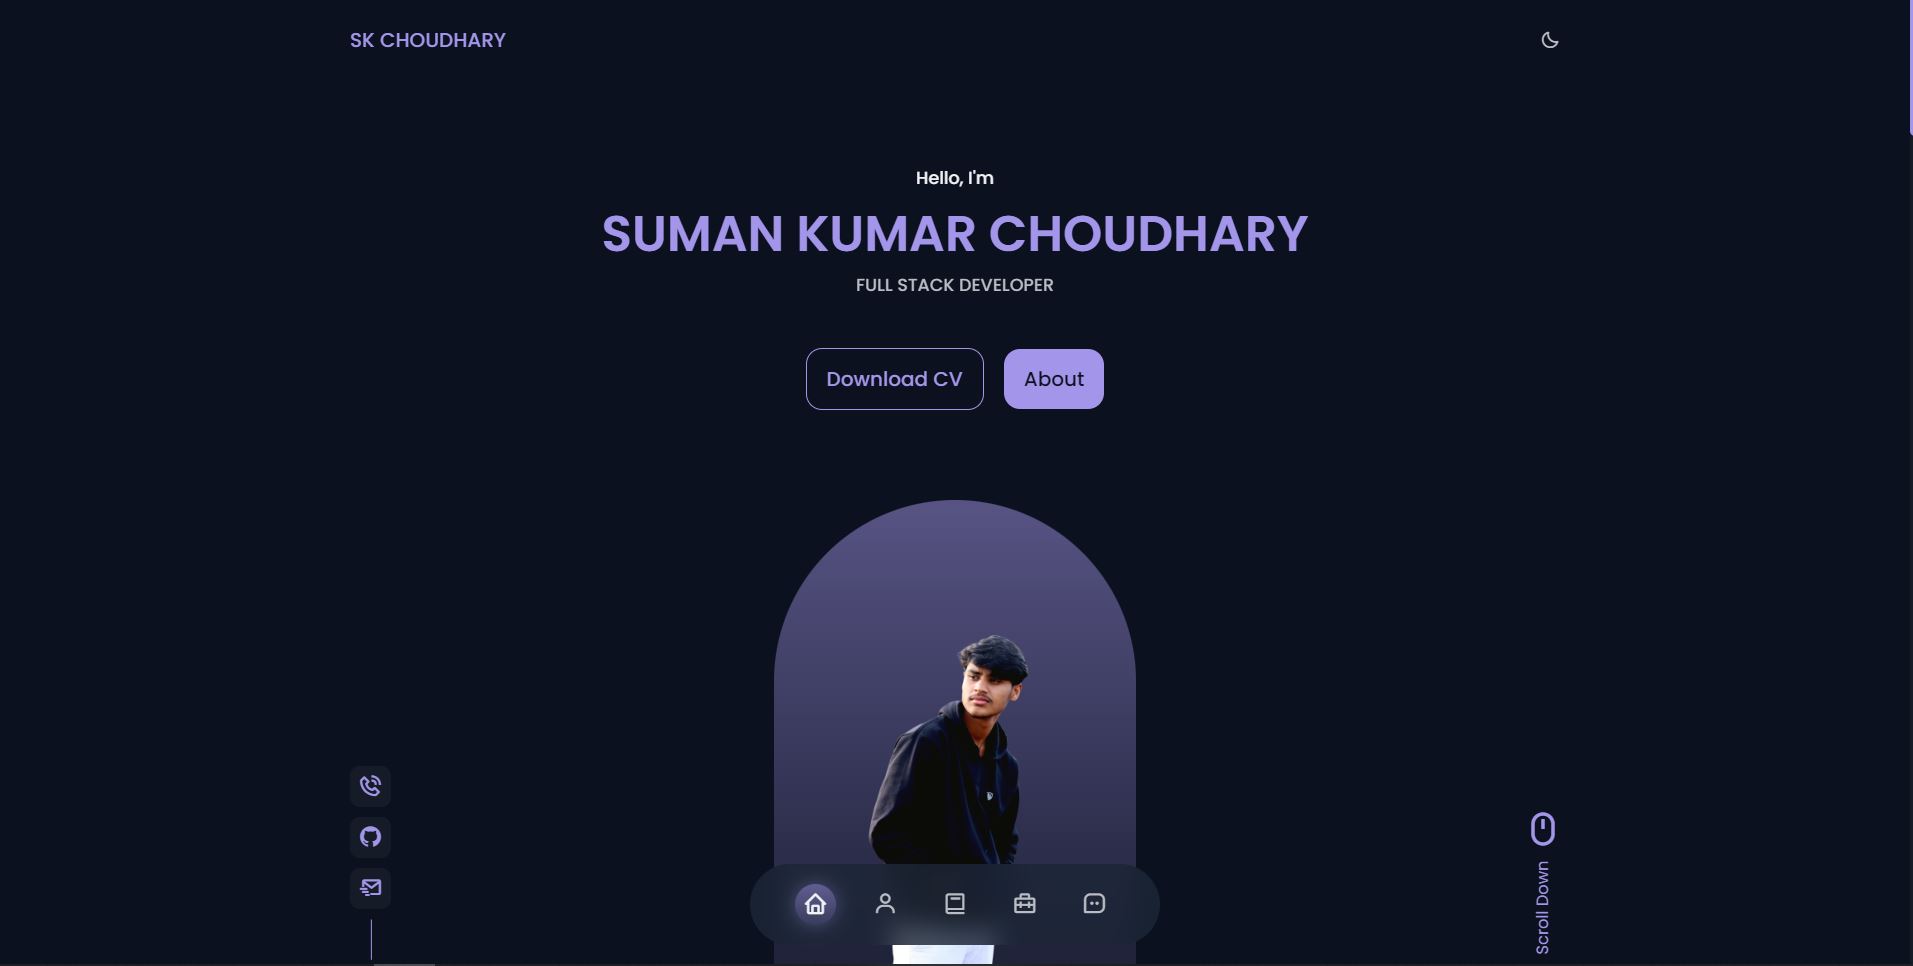 SK CHOUDHARY
Hello, I'm
SUMAN KUMAR CHOUDHARY
FULL STACK DEVELOPER
Download CV
About
Scroll Down